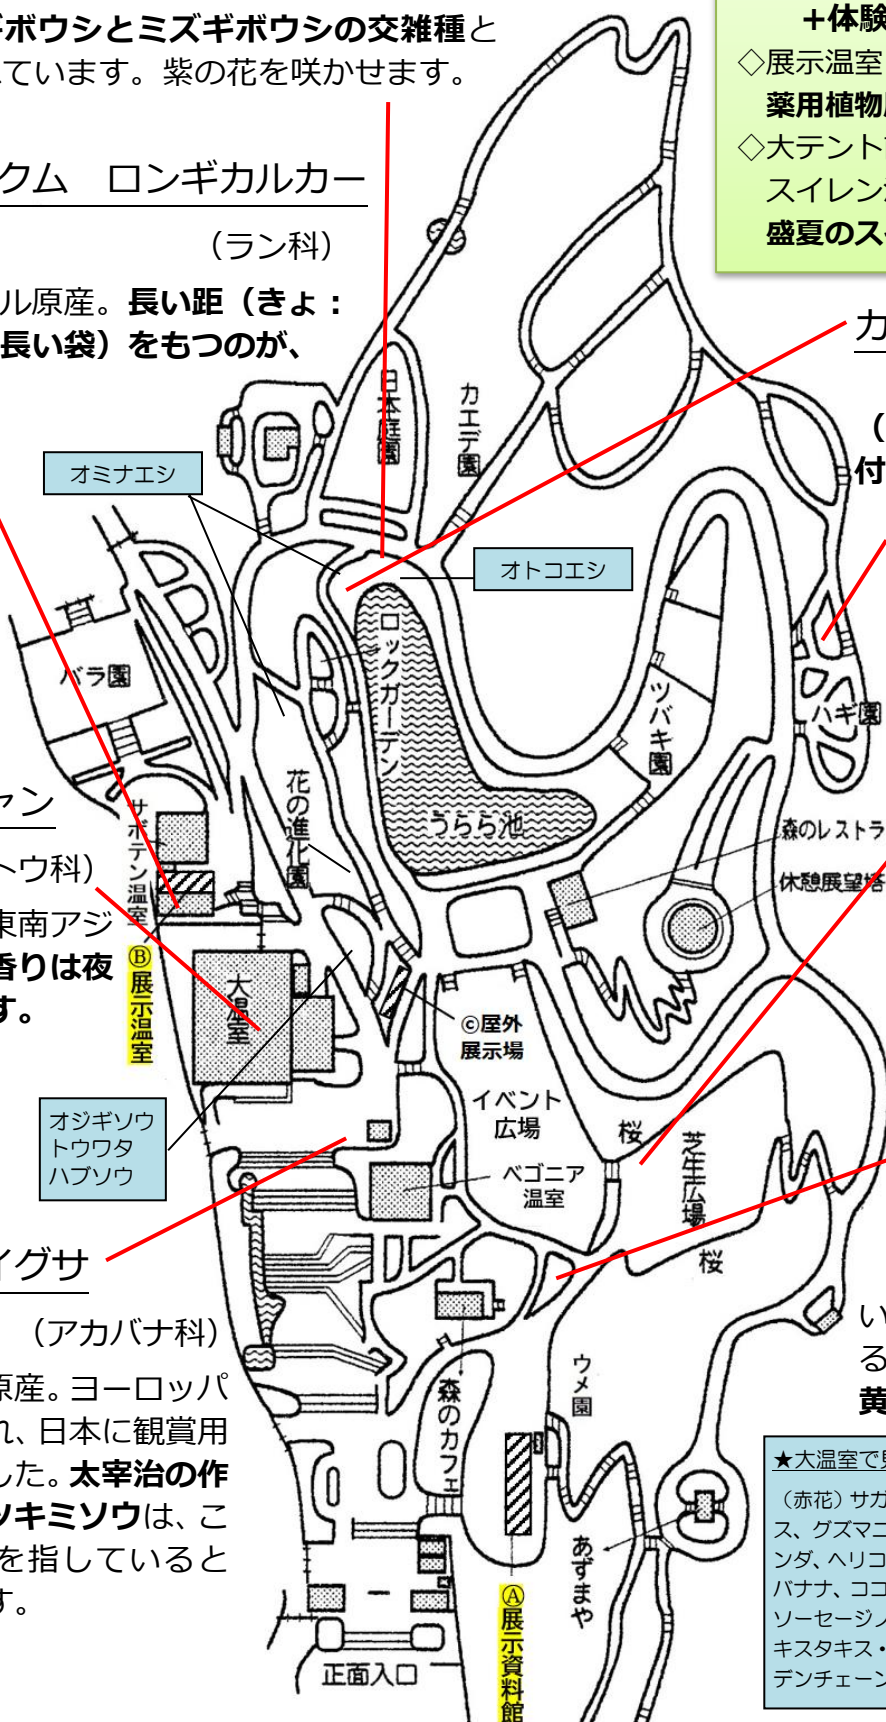 ギボウシとミズギボウシの交雑種と
ています。紫の花を咲かせます。
クム　ロンギカルカー
（ラン科）
ル原産。長い距（きょ：
長い袋）をもつのが、
＋体験
◇展示温室
薬用植物
◇大テント
スイレン
盛夏のス
カ
（
付
日本庭園
カエデ園
オミナエシ
オトコエシ
ロックガーデン
バラ園
ツバキ園
ハギ園
花の進化園
うらら池
サボテン温室
森のレストラ
休憩展望塔
ャン
トウ科）
東南アジ
香りは夜
す。
Ⓑ展示温室
大温室
©屋外
展示場
イベント
広場
桜
芝生広場
桜
オジギソウ
トウワタ
ハブソウ
ベゴニア
温室
イグサ
（アカバナ科）
原産。ヨーロッパ
れ、日本に観賞用
した。太宰治の作
ツキミソウは、こ
を指していると
す。
い
る
黄
ウメ園
森のカフェ
あずまや
Ⓐ展示資料館
正面入口
★大温室で見
（赤花）サガ
ス、グズマニ
ンダ、ヘリコ
バナナ、ココ
ソーセージノ
キスタキス・
デンチェーン